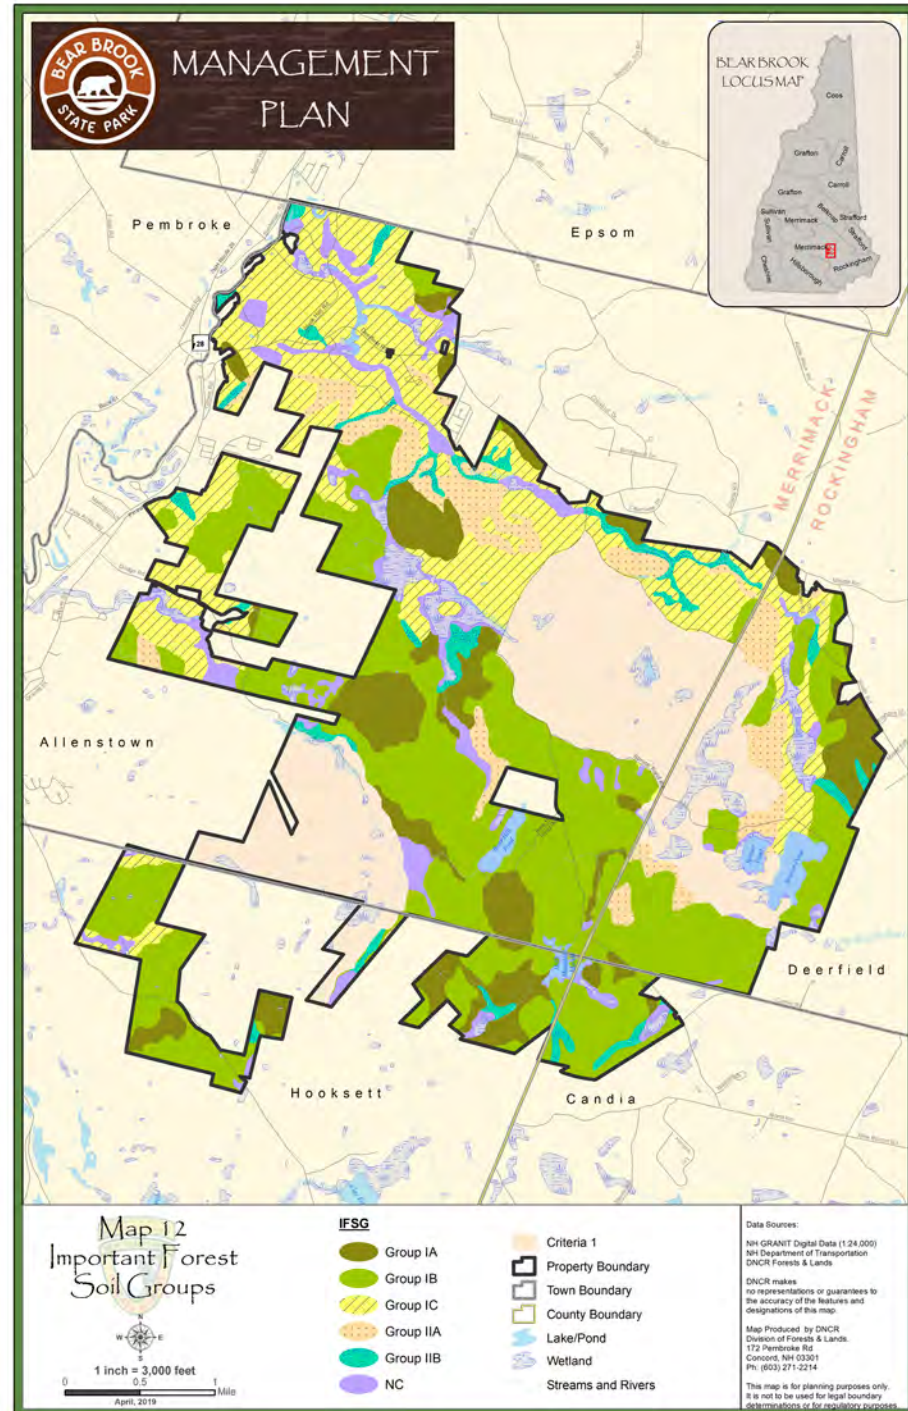 BEAR BROOK
STATE PARK
MANAGEMENT
PLAN
BEAR BROOK
LOCUS MAP
Coos
Grafton
Carroll
Grafton
Carroll
Sullivan
Belknap
Strafford
Sullivan
Merrimack
Strafford
Merrimack
Cheshire
Hillsborough
Rockingham
Pembroke
Epsom
28
MERRIMACK
ROCKINGHAM
Allenstown
Deerfield
Hooksett
Candia
Map 12
Important Forest
Soil Groups
N
W
E
S
1 inch = 3,000 feet
0 0.5 1
Mile
April, 2019
IFSG
Group IA
Group IB
Group IC
Group IIA
Group IIB
NC
Criteria 1
Property Boundary
Town Boundary
County Boundary
Lake/Pond
Wetland
Streams and Rivers
Data Sources:
NH GRANIT Digital Data (1:24,000)
NH Department of Transportation
DNCR Forests & Lands
DNCR makes
no representations or guarantees to
the accuracy of the features and
designations of this map.
Map Produced by DNCR
Division of Forests & Lands.
172 Pembroke Rd
Concord, NH 03301
Ph: (603) 271-2214
This map is for planning purposes only.
It is not to be used for legal boundary
determinations or for regulatory purposes.